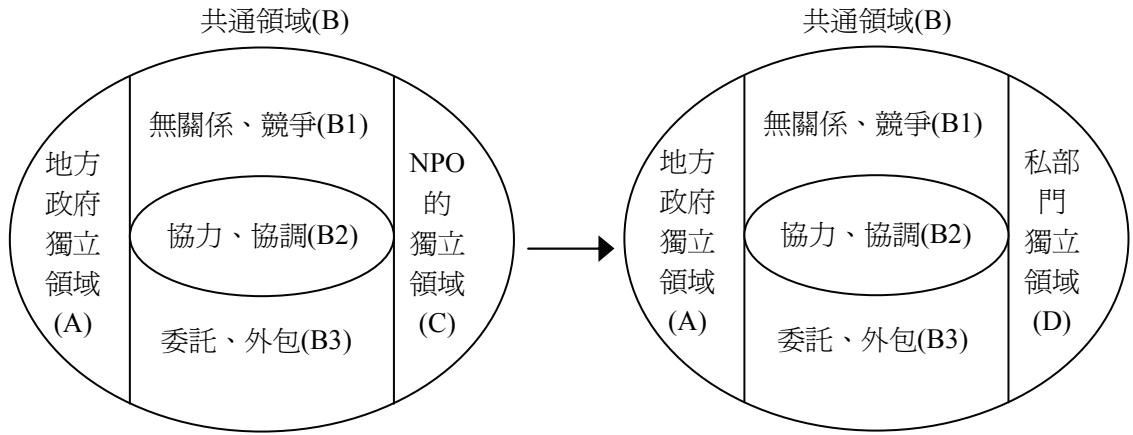 共通領域(B)
無關係、競爭(B1)
地方
政府
獨立
領域
(A)
協力、協調(B2)
NPO
的
獨立
領域
(C)
委託、外包(B3)
共通領域(B)
無關係、競爭(B1)
地方
政府
獨立
領域
(A)
協力、協調(B2)
私部
門
獨立
領域
(D)
委託、外包(B3)